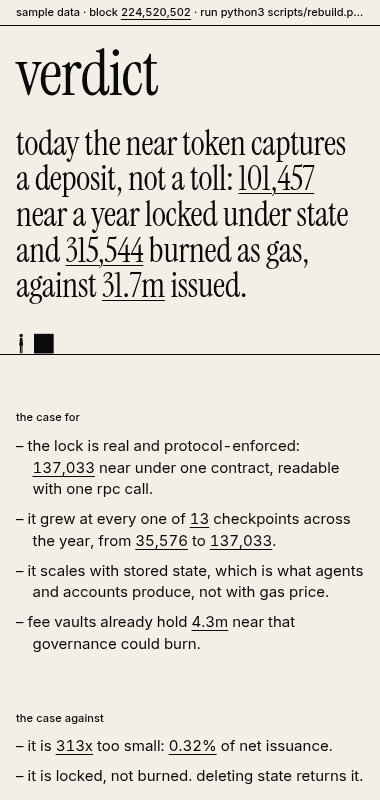 sample data · block 224,520,502 · run python3 scripts/rebuild.p...
verdict
today the near token captures
a deposit, not a toll: 101,457
near a year locked under state
and 315,544 burned as gas,
against 31.7m issued.
the case for
– the lock is real and protocol-enforced:
137,033 near under one contract, readable
with one rpc call.
– it grew at every one of 13 checkpoints across
the year, from 35,576 to 137,033.
– it scales with stored state, which is what agents
and accounts produce, not with gas price.
– fee vaults already hold 4.3m near that
governance could burn.
the case against
– it is 313x too small: 0.32% of net issuance.
– it is locked, not burned. deleting state returns it.